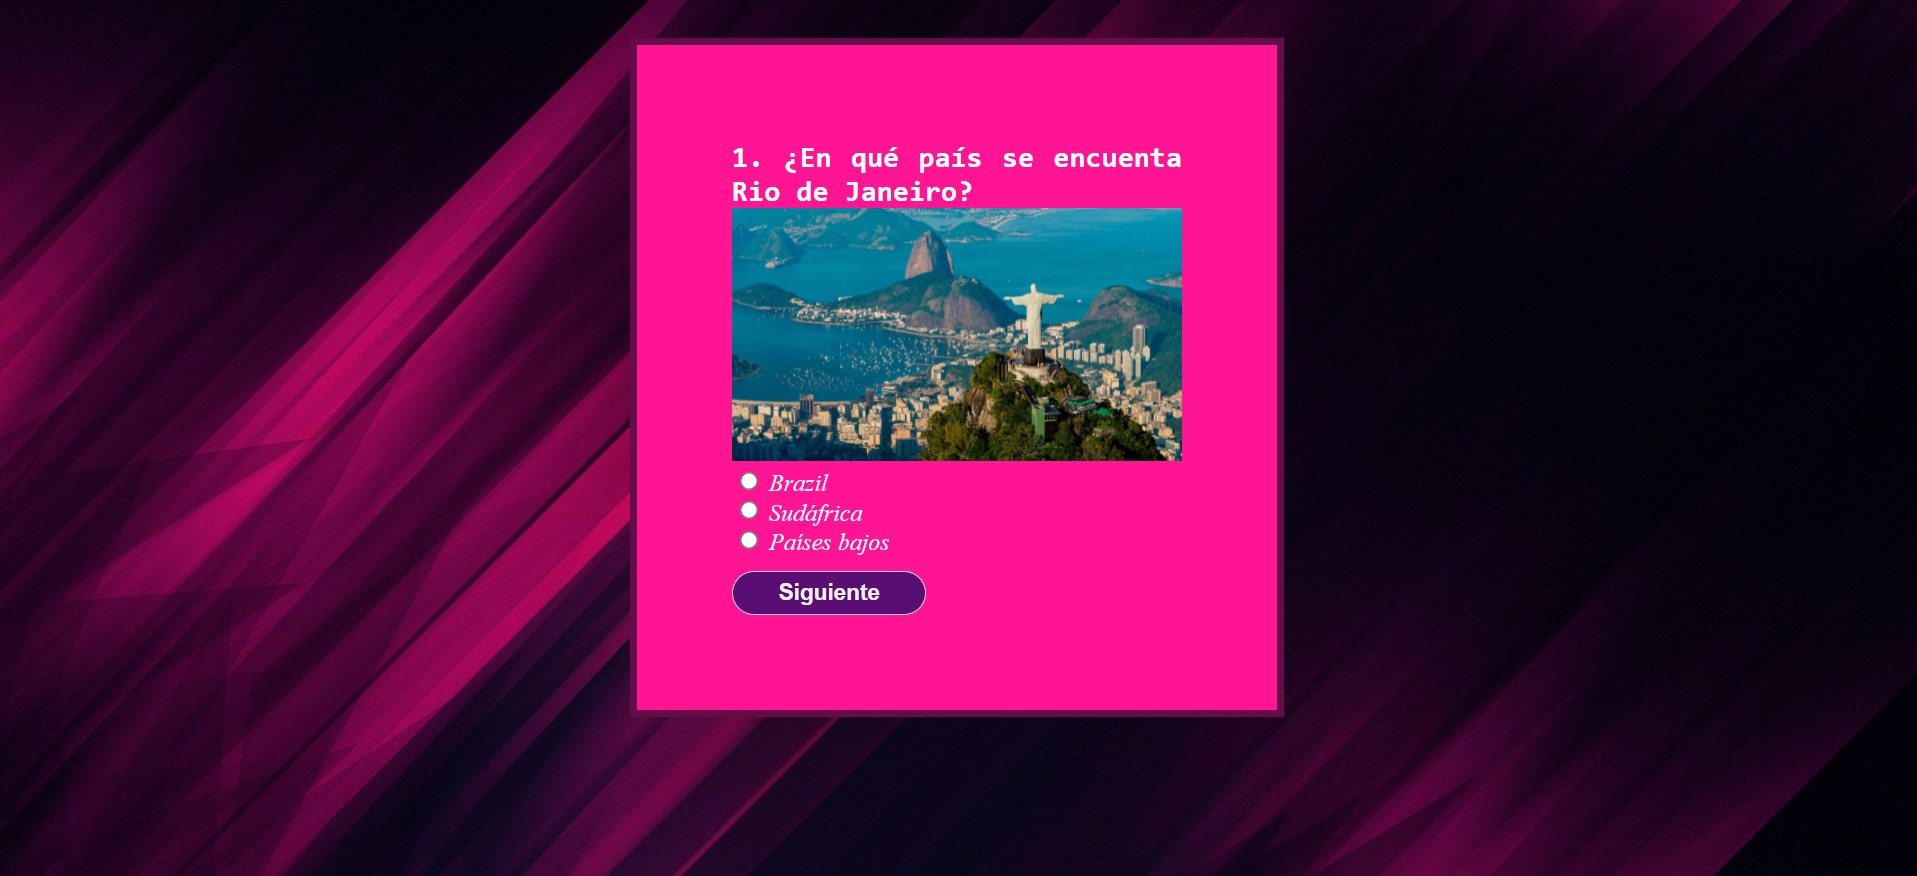 1. ¿En qué país se encuenta
Rio de Janeiro?
Brazil
Sudáfrica
Países bajos
Siguiente